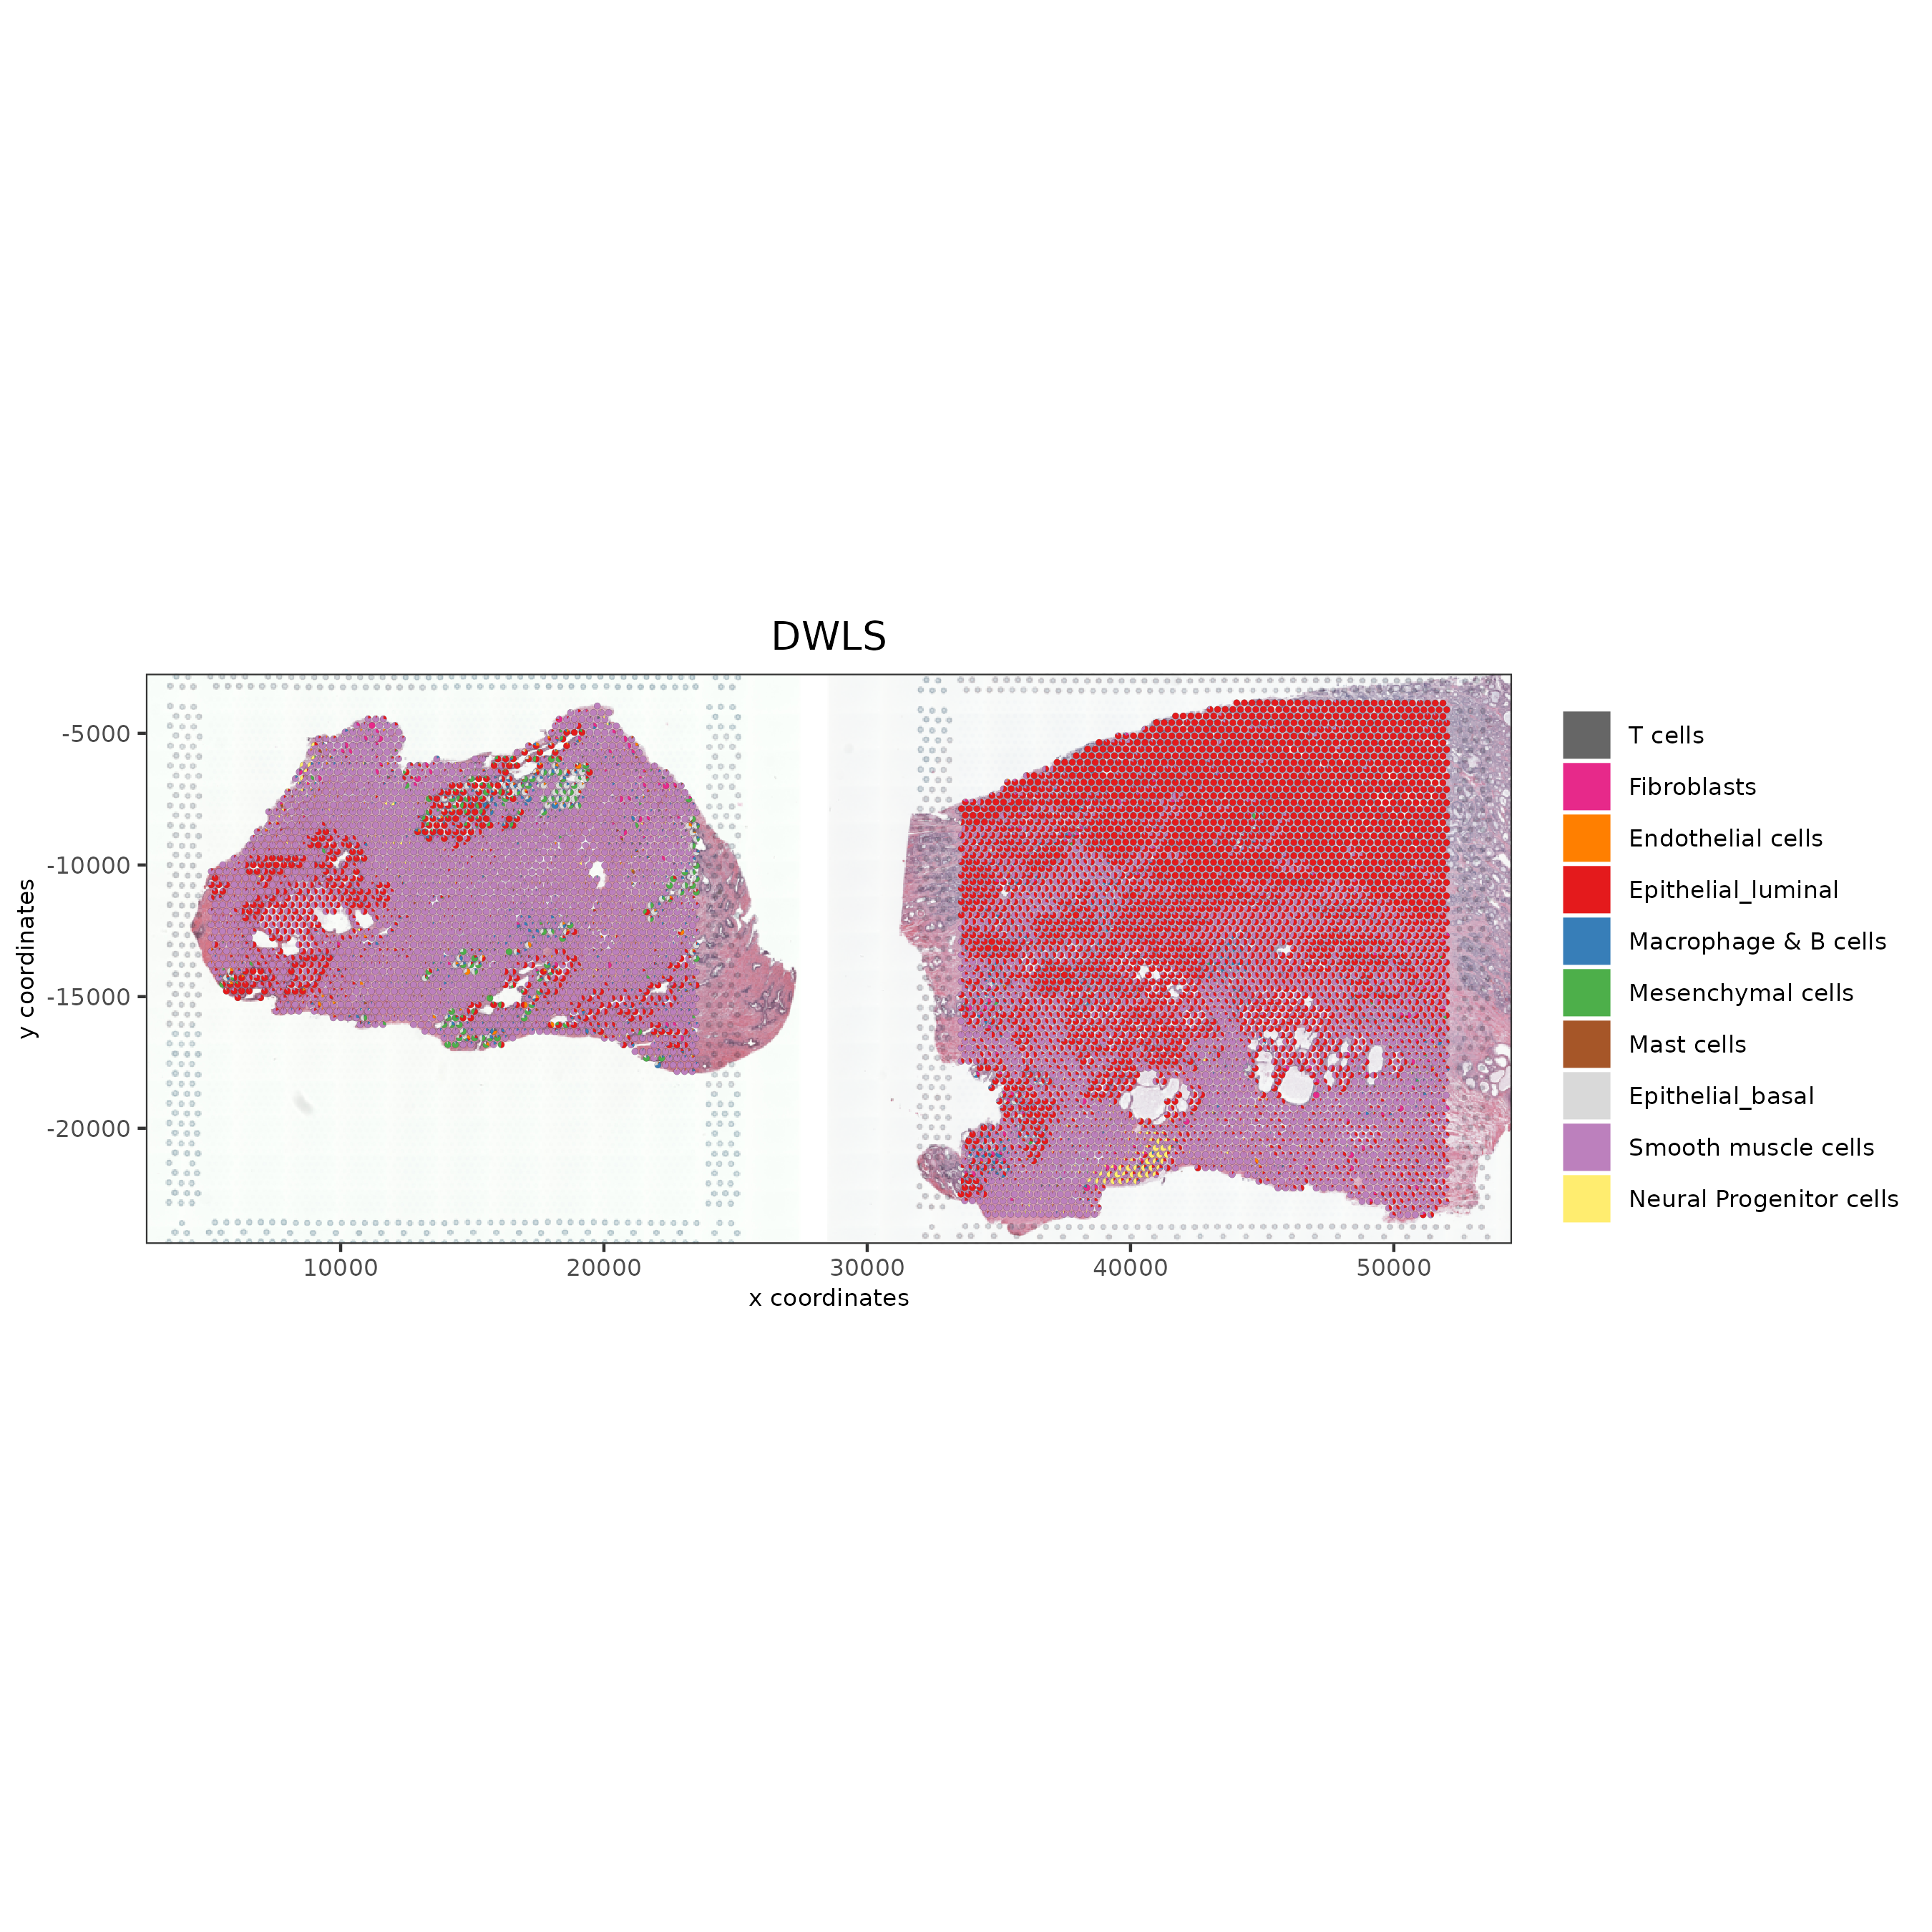 DWLS
-5000
-10000
-15000
-20000
y coordinates
10000 20000 30000 40000 50000
x coordinates
T cells
Fibroblasts
Endothelial cells
Epithelial_luminal
Macrophage & B cells
Mesenchymal cells
Mast cells
Epithelial_basal
Smooth muscle cells
Neural Progenitor cells